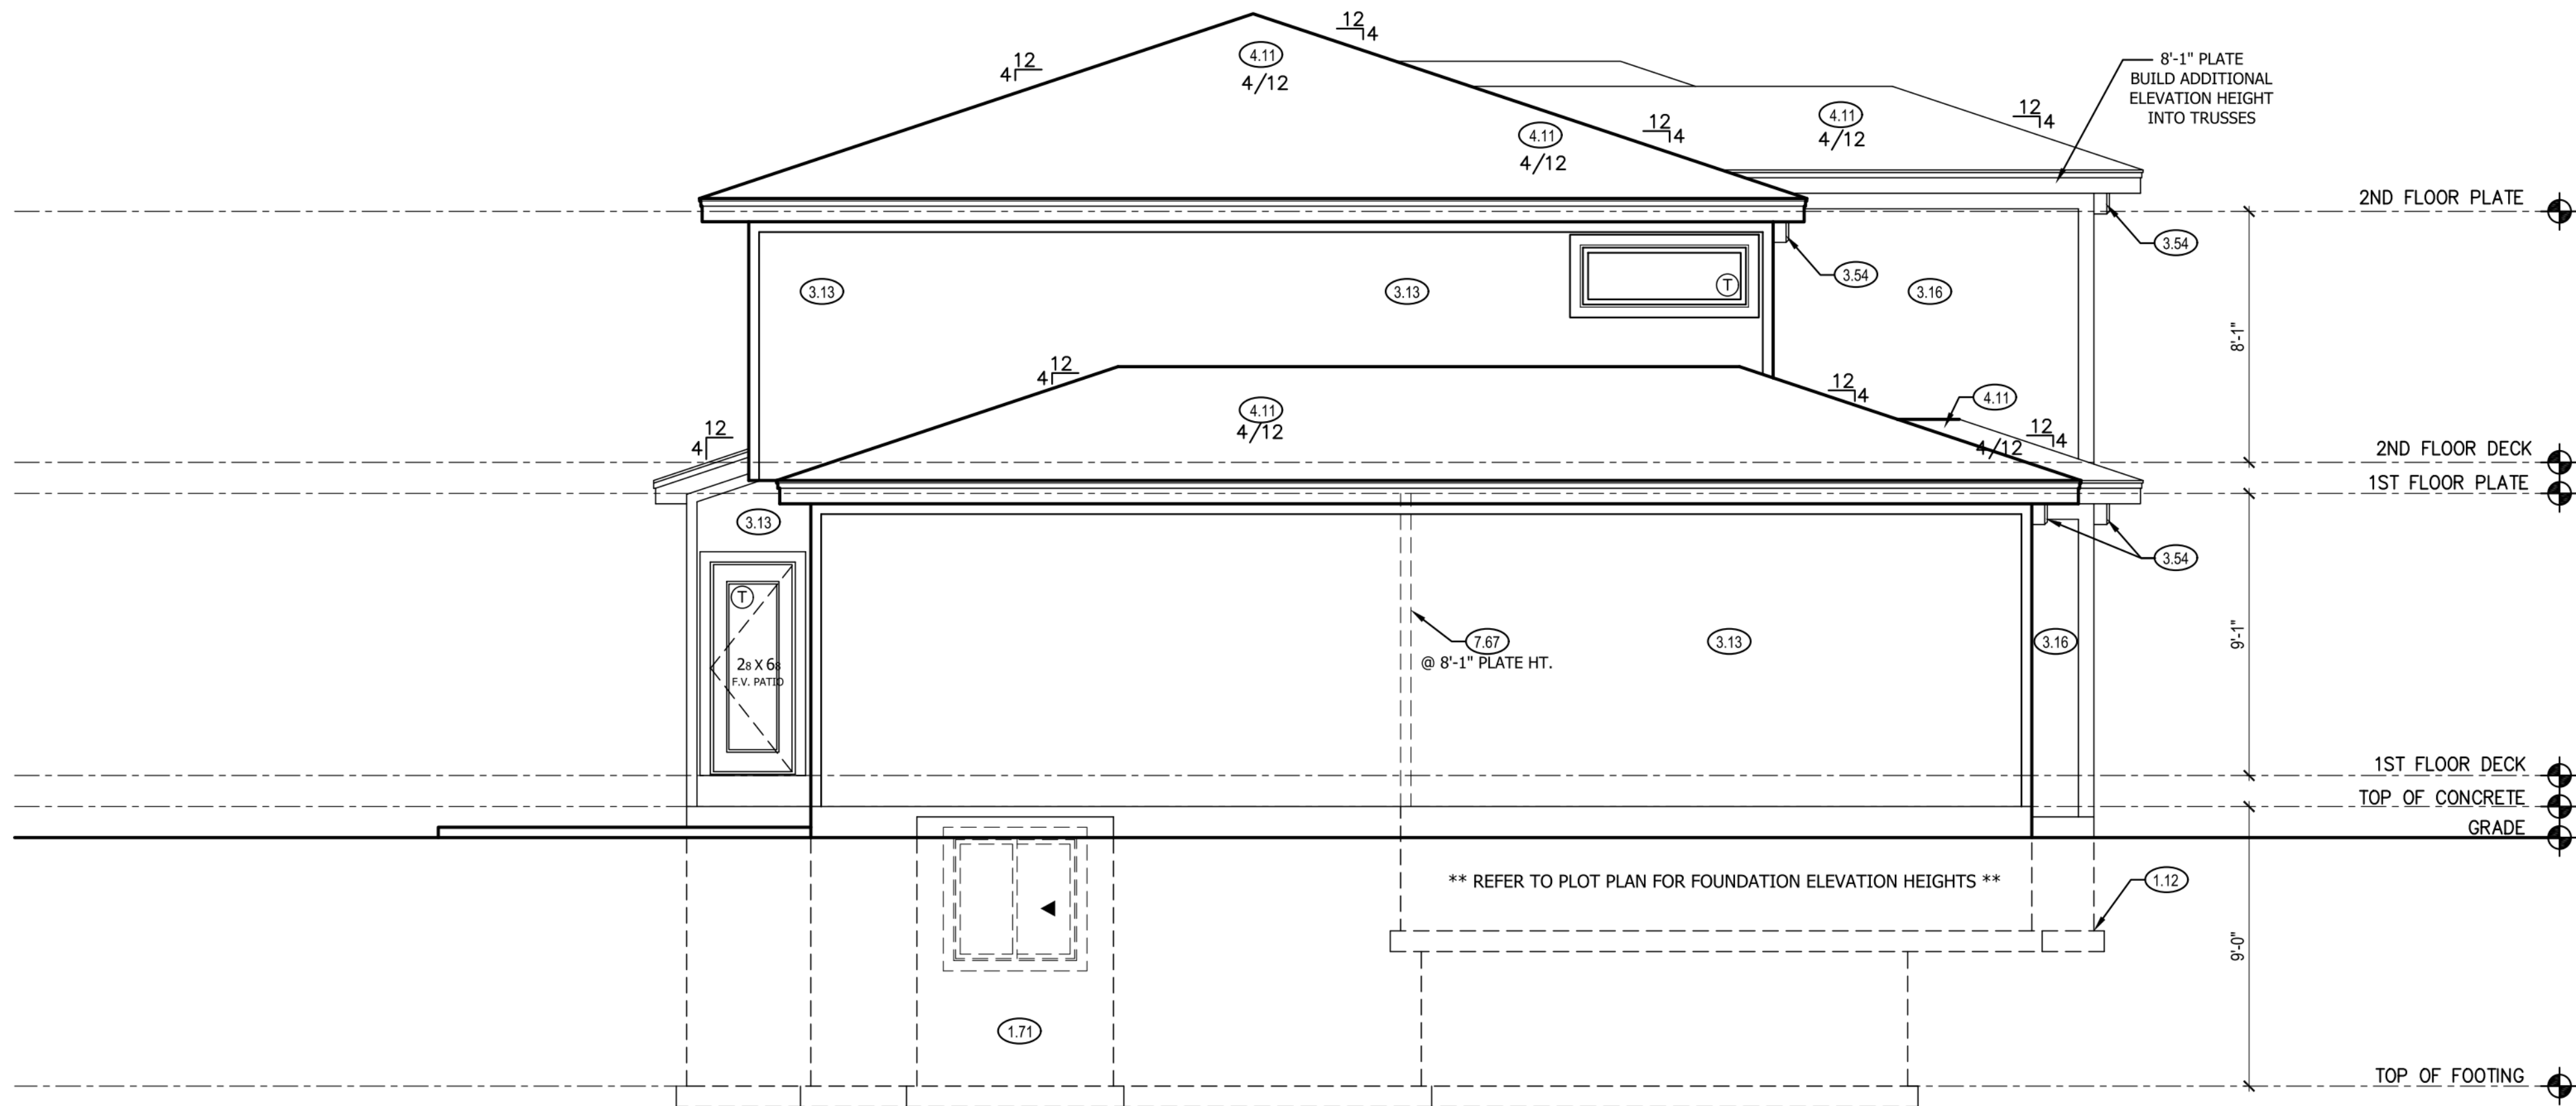 12
4
4.11
4/12
12
4
8'-1" PLATE
BUILD ADDITIONAL
ELEVATION HEIGHT
INTO TRUSSES
4.11
4/12
12
4
4.11
4/12
12
4
2ND FLOOR PLATE
3.54
3.54
3.13
3.13
T
3.16
8'-1"
12
4
12
4
4.11
4.11
4/12
12
4
12
4
4/12
2ND FLOOR DECK
1ST FLOOR PLATE
3.13
3.54
T
28 X 68
F.V. PATIO
7.67
@ 8'-1" PLATE HT.
3.13
3.16
9'-1"
1ST FLOOR DECK
TOP OF CONCRETE
GRADE
** REFER TO PLOT PLAN FOR FOUNDATION ELEVATION HEIGHTS **
1.12
9'-0"
1.71
TOP OF FOOTING
12
4